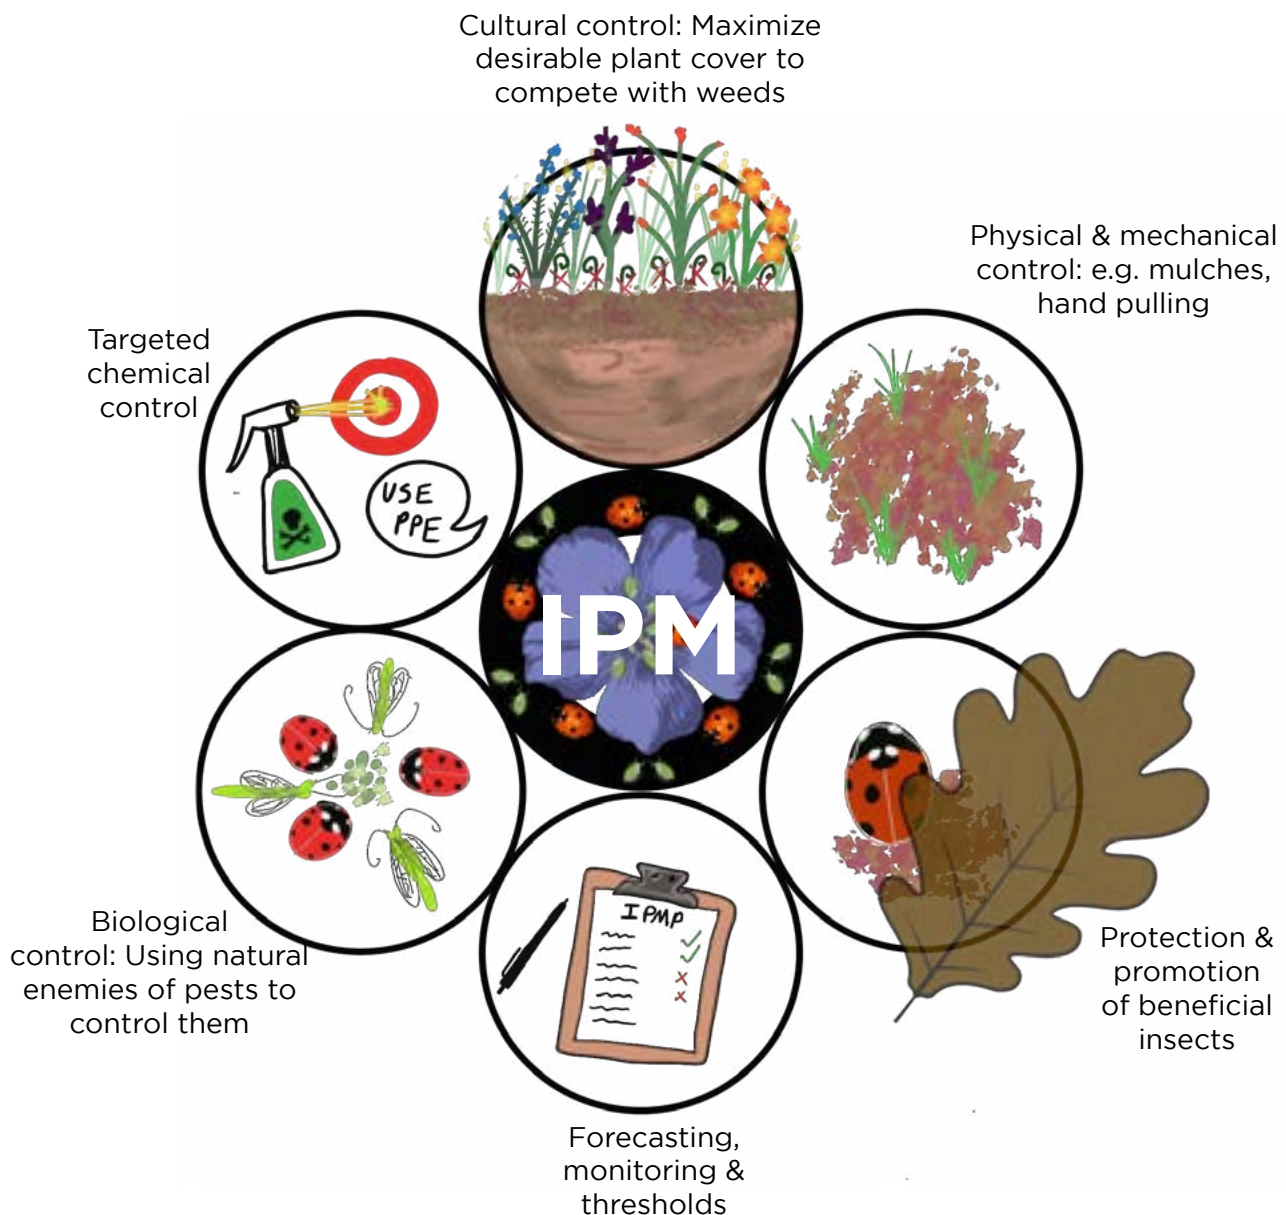 Cultural control: Maximize
desirable plant cover to
compete with weeds
Physical & mechanical
control: e.g. mulches,
hand pulling
Targeted
chemical
control
USE
PPE
IPM
Biological
control: Using natural
enemies of pests to
control them
IPMP
Protection &
promotion
of beneficial
insects
Forecasting,
monitoring &
thresholds